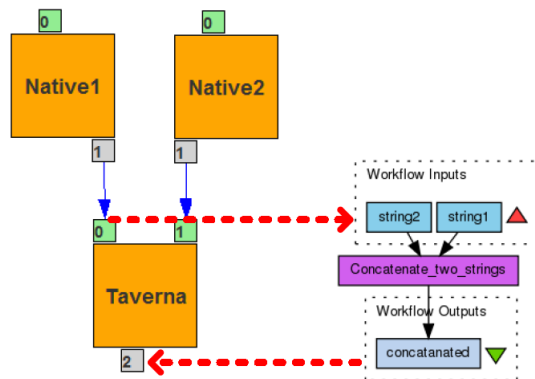 0
0
Native1
Native2
1
1
Workflow Inputs
string2
string1
0
1
Concatenate_two_strings
Taverna
Workflow Outputs
concatanated
2